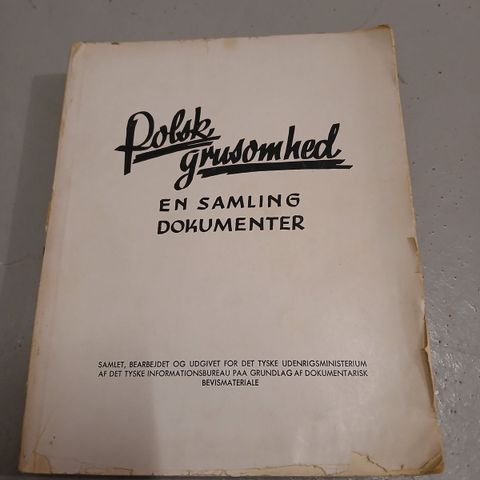 Polsk
grusomhed
EN SAMLING
DOKUMENTER
SAMLET, BEARBEJDET OG UDGIVET FOR DET TYSKE UDENRIGSMINISTERIUM
AF DET TYSKE INFORMATIONSBUREAU PAA GRUNDLAG AF DOKUMENTARISK
BEVISMATERIALE